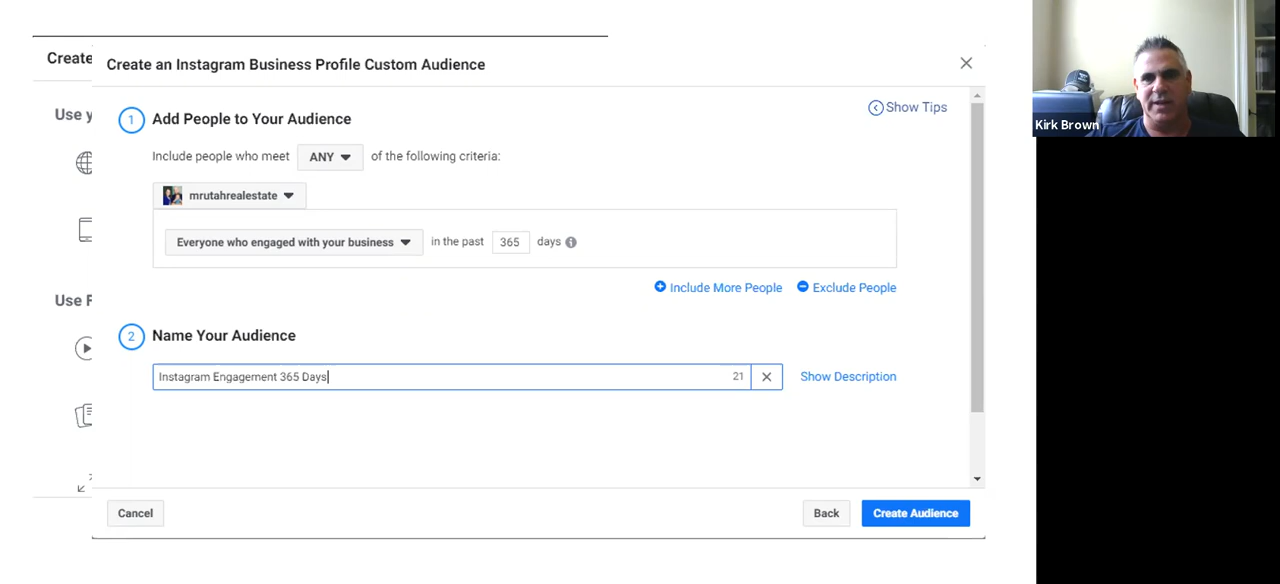 Create
Create an Instagram Business Profile Custom Audience
Use y
1 Add People to Your Audience
Show Tips
Include people who meet ANY of the following criteria:
mrutahrealestate
Everyone who engaged with your business in the past 365 days
Use F
Include More People Exclude People
2 Name Your Audience
Instagram Engagement 365 Days 21 Show Description
Cancel Back Create Audience
Kirk Brown